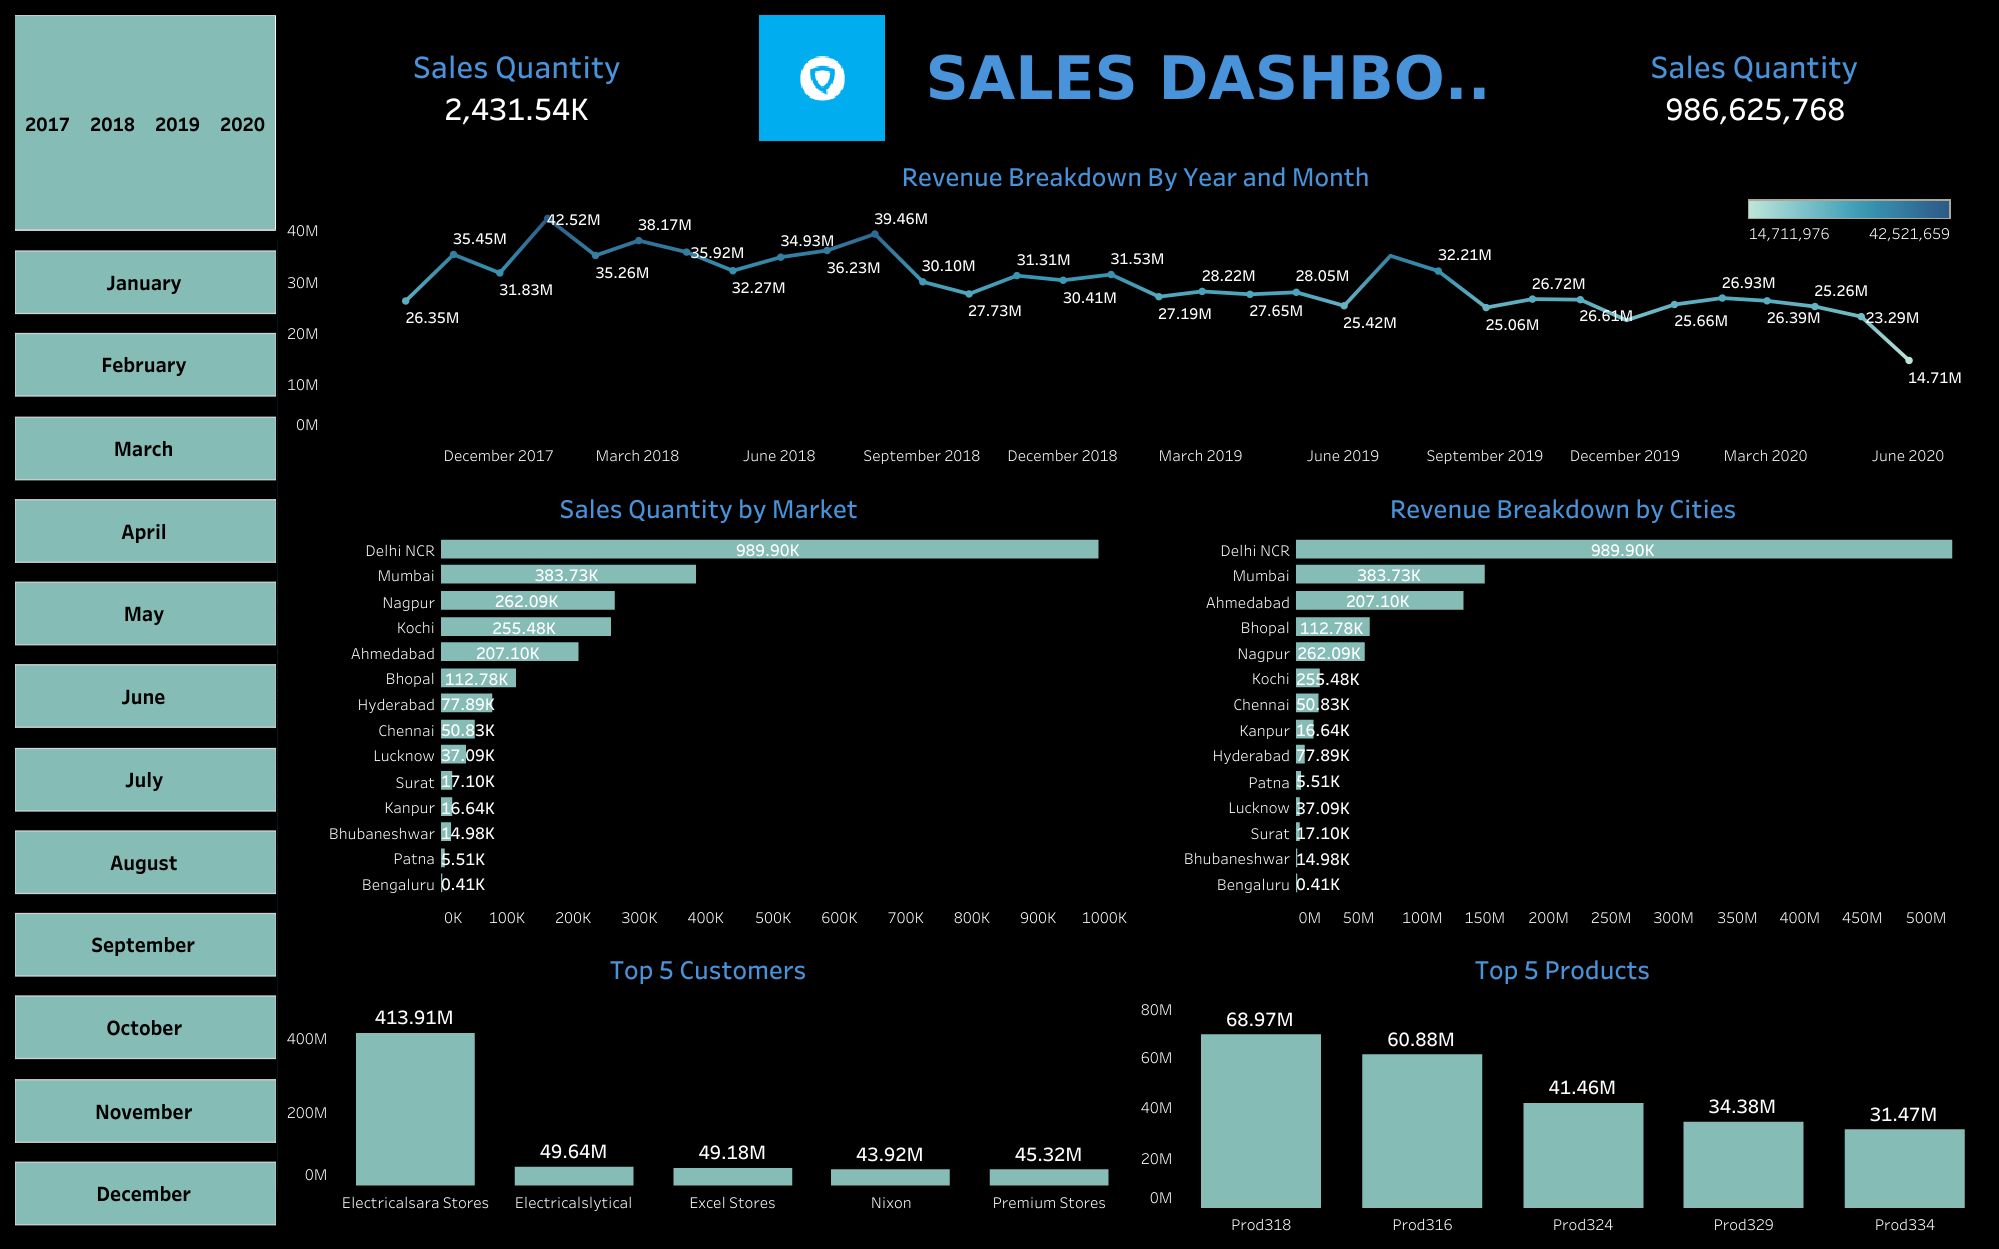 2017 2018 2019 2020
January
February
March
April
May
June
July
August
September
October
November
December
Sales Quantity
2,431.54K
SALES DASHBO..
Sales Quantity
986,625,768
Revenue Breakdown By Year and Month
14,711,976 42,521,659
40M
30M
20M
10M
0M
26.35M
35.45M
31.83M
42.52M
35.26M
38.17M
35.92M
32.27M
34.93M
36.23M
39.46M
30.10M
27.73M
31.31M
30.41M
31.53M
27.19M
28.22M
27.65M
28.05M
25.42M
32.21M
25.06M
26.72M
26.61M
25.66M
26.93M
26.39M
25.26M
23.29M
14.71M
December 2017 March 2018 June 2018 September 2018 December 2018 March 2019 June 2019 September 2019 December 2019 March 2020 June 2020
Sales Quantity by Market
Delhi NCR 989.90K
Mumbai 383.73K
Nagpur 262.09K
Kochi 255.48K
Ahmedabad 207.10K
Bhopal 112.78K
Hyderabad 77.89K
Chennai 50.83K
Lucknow 37.09K
Surat 17.10K
Kanpur 16.64K
Bhubaneshwar 14.98K
Patna 5.51K
Bengaluru 0.41K
0K 100K 200K 300K 400K 500K 600K 700K 800K 900K 1000K
Revenue Breakdown by Cities
Delhi NCR 989.90K
Mumbai 383.73K
Ahmedabad 207.10K
Bhopal 112.78K
Nagpur 262.09K
Kochi 255.48K
Chennai 50.83K
Kanpur 16.64K
Hyderabad 77.89K
Patna 5.51K
Lucknow 37.09K
Surat 17.10K
Bhubaneshwar 14.98K
Bengaluru 0.41K
0M 50M 100M 150M 200M 250M 300M 350M 400M 450M 500M
Top 5 Customers
400M
200M
0M
413.91M
49.64M
49.18M
43.92M
45.32M
Electricalsara Stores Electricalslytical Excel Stores Nixon Premium Stores
Top 5 Products
80M
60M
40M
20M
0M
68.97M
60.88M
41.46M
34.38M
31.47M
Prod318 Prod316 Prod324 Prod329 Prod334